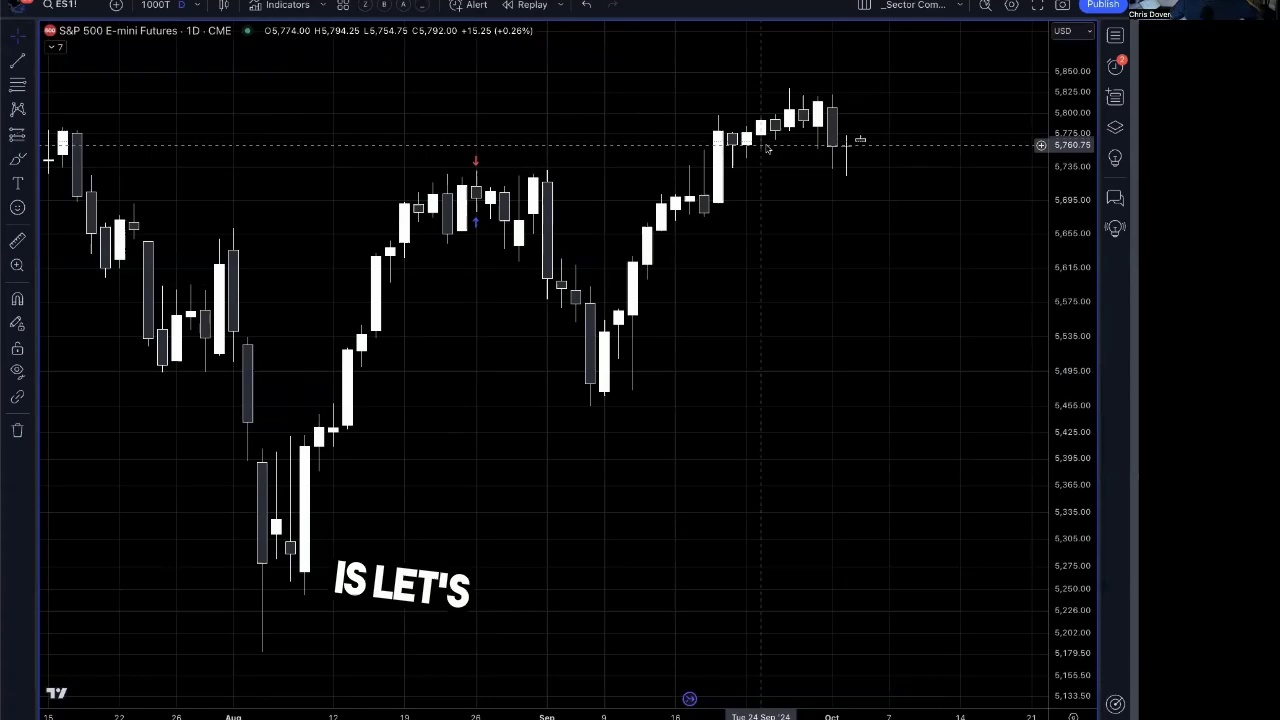 ES1!
1000T D
Indicators
Z B A
Alert
Replay
_Sector Com...
Publish
Chris Dover
S&P 500 E-mini Futures · 1D · CME
O5,774.00 H5,794.25 L5,754.75 C5,792.00 +15.25 (+0.26%)
7
USD
2
5,850.00
5,825.00
5,800.00
5,775.00
5,760.75
5,735.00
5,695.00
5,655.00
5,615.00
5,575.00
5,535.00
5,495.00
5,455.00
5,425.00
5,395.00
5,365.00
5,335.00
5,305.00
5,275.00
5,250.00
5,226.00
5,202.00
5,179.50
5,155.50
5,133.50
IS LET'S
15 22 26 Aug 12 19 26 Sep 9 16 Tue 24 Sep '24 Oct 7 14 21